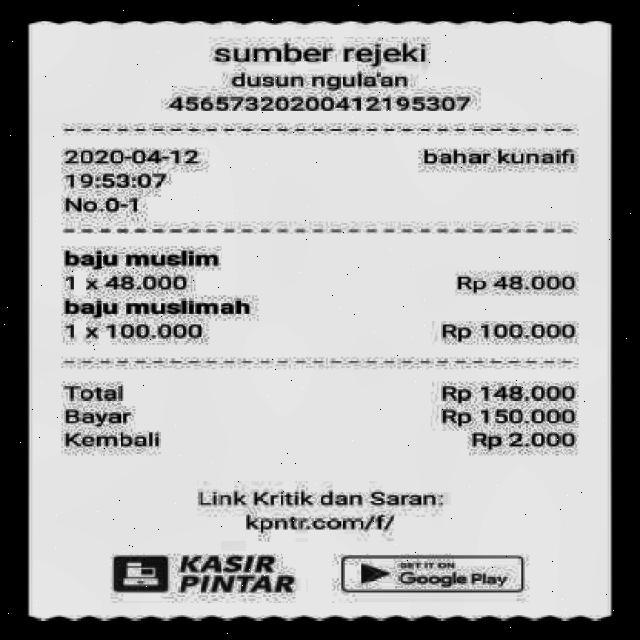 sumber rejeki
dusun ngula'an
45657320200412195307
2020-04-12 bahar kunaifi
19:53:07
No.0-1
baju muslim
1 x 48.000 Rp 48.000
baju muslimah
1 x 100.000 Rp 100.000
Total Rp 148.000
Bayar Rp 150.000
Kembali Rp 2.000
Link Kritik dan Saran:
kpntr.com/f/
KASIR PINTAR
GET IT ON
Google Play